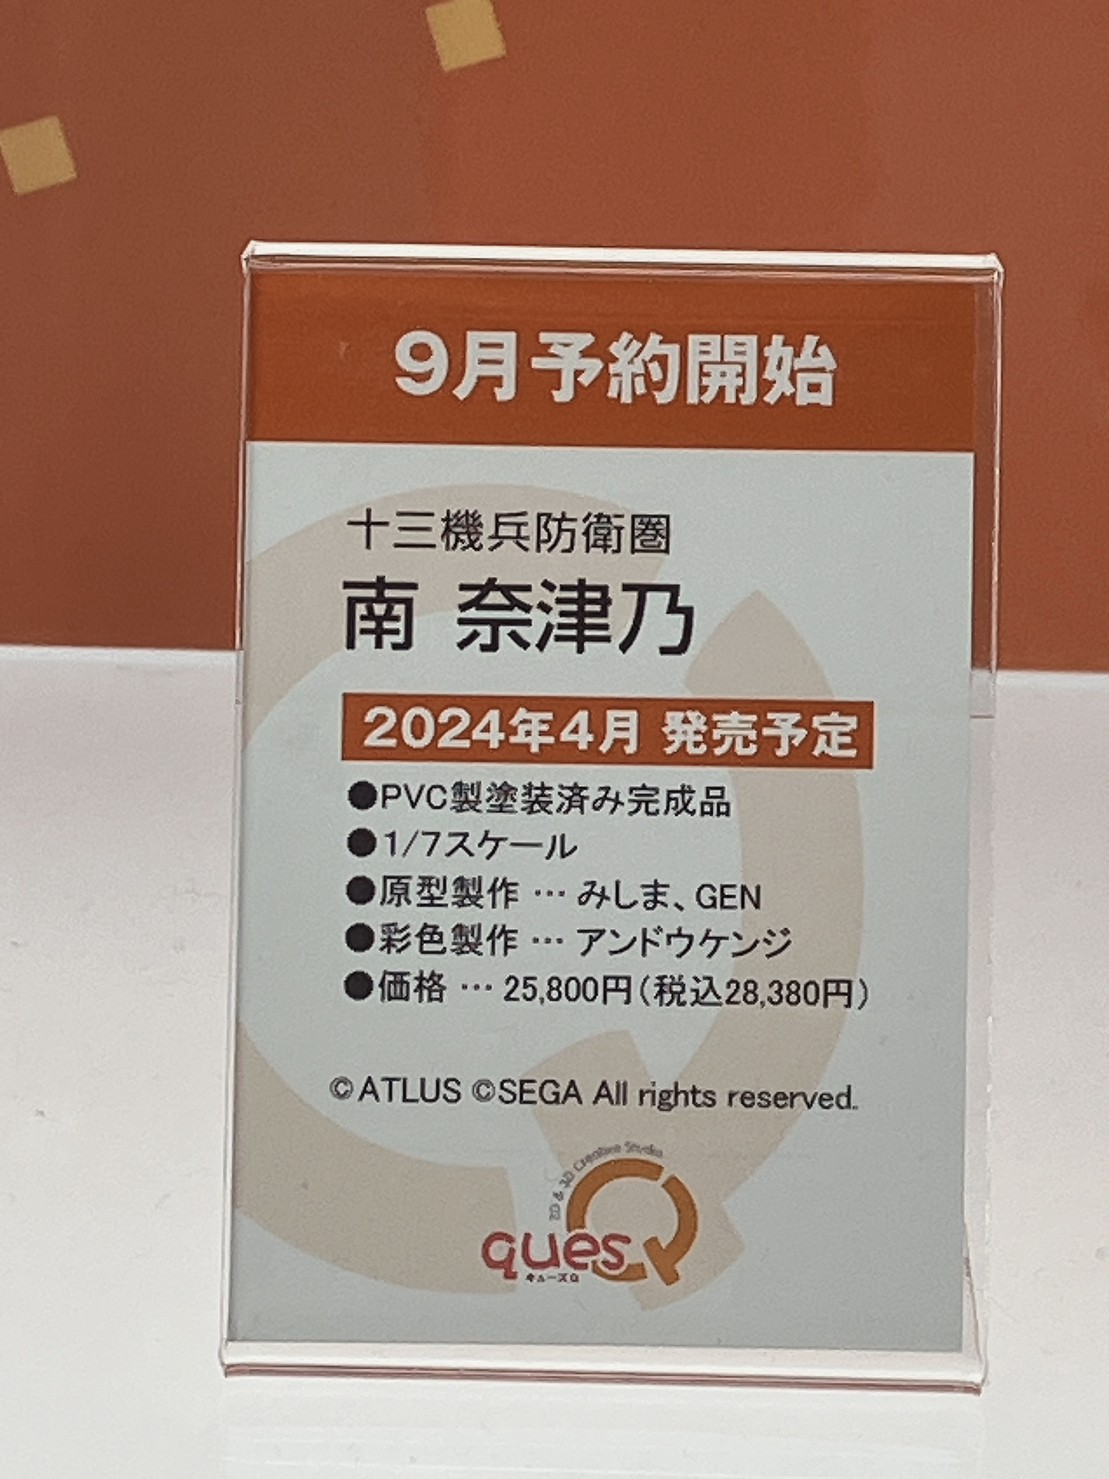 9月予約開始
十三機兵防衛圏
南 奈津乃
2024年4月 発売予定
●PVC製塗装済み完成品
●1/7スケール
●原型製作 … みしま、GEN
●彩色製作 … アンドウケンジ
●価格 … 25,800円(税込28,380円)
©ATLUS ©SEGA All rights reserved.
2D & 3D Creative Studio
quesQ
キューズQ